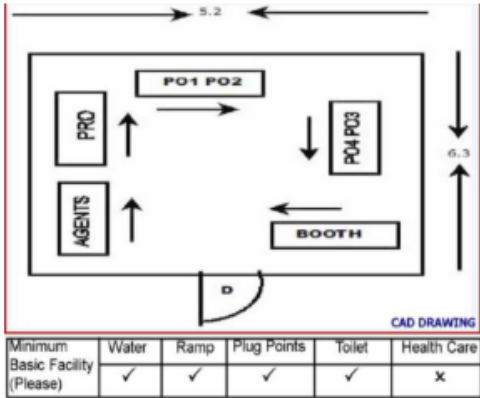 5.2
PO1 PO2
PRO
PO4 PO3
6.3
AGENTS
BOOTH
D
CAD DRAWING
Minimum Basic Facility (Please) Water Ramp Plug Points Toilet Health Care
✓ ✓ ✓ ✓ x